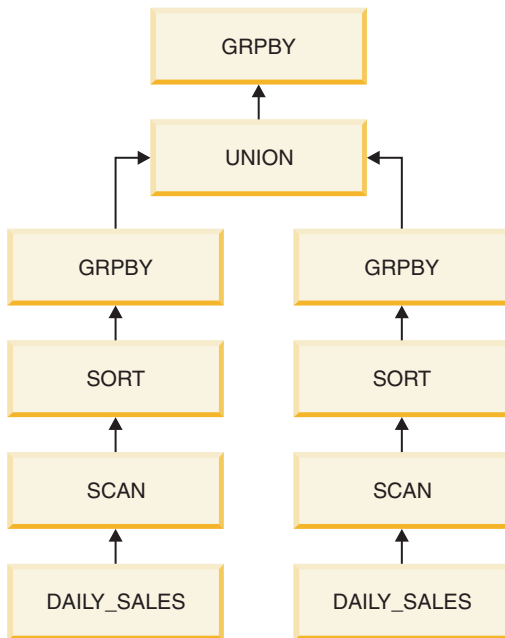 GRPBY
UNION
GRPBY
GRPBY
SORT
SORT
SCAN
SCAN
DAILY_SALES
DAILY_SALES